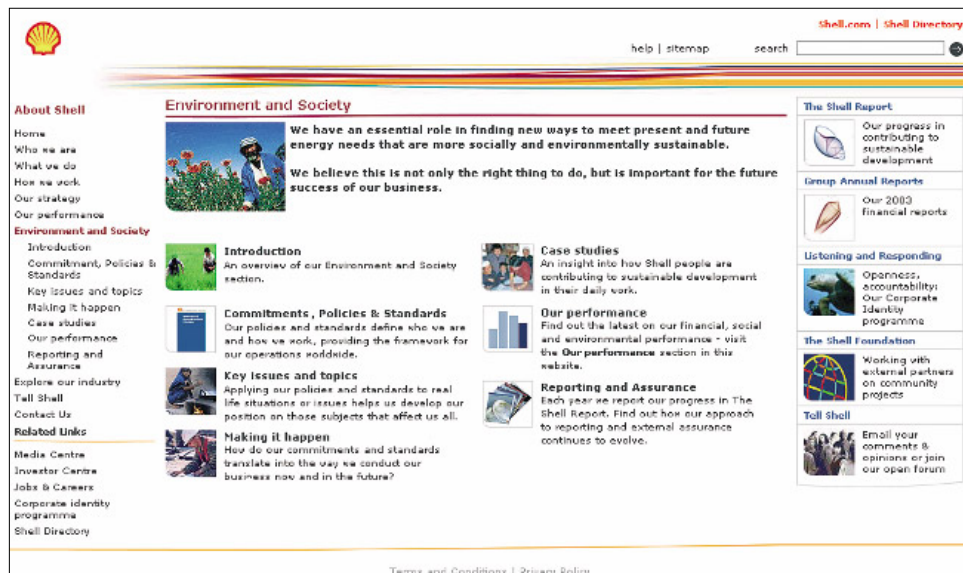 Shell.com | Shell Directory
help | sitemap
search
About Shell
Home
Who we are
What we do
How we work
Our strategy
Our performance
Environment and Society
Introduction
Commitment, Policies &
Standards
Key issues and topics
Making it happen
Case studies
Our performance
Reporting and
Assurance
Explore our industry
Tell Shell
Contact Us
Related Links
Media Centre
Investor Centre
Jobs & Careers
Corporate identity
programme
Shell Directory
Environment and Society
We have an essential role in finding new ways to meet present and future
energy needs that are more socially and environmentally sustainable.
We believe this is not only the right thing to do, but is important for the future
success of our business.
Introduction
An overview of our Environment and Society
section.
Commitments, Policies & Standards
Our policies and standards define who we are
and how we work, providing the framework for
our operations worldwide.
Key issues and topics
Applying our policies and standards to real
life situations or issues helps us develop our
position on those subjects that affect us all.
Making it happen
How do our commitments and standards
translate into the way we conduct our
business now and in the future?
Case studies
An insight into how Shell people are
contributing to sustainable development
in their daily work.
Our performance
Find out the latest on our financial, social
and environmental performance - visit
the Our performance section in this
website.
Reporting and Assurance
Each year we report our progress in The
Shell Report. Find out how our approach
to reporting and external assurance
continues to evolve.
The Shell Report
Our progress in
contributing to
sustainable
development
Group Annual Reports
Our 2003
financial reports
Listening and Responding
Openness,
accountability:
Our Corporate
Identity
programme
The Shell Foundation
Working with
external partners
on community
projects
Tell Shell
Email your
comments &
opinions or join
our open forum
Terms and Conditions | Privacy Policy